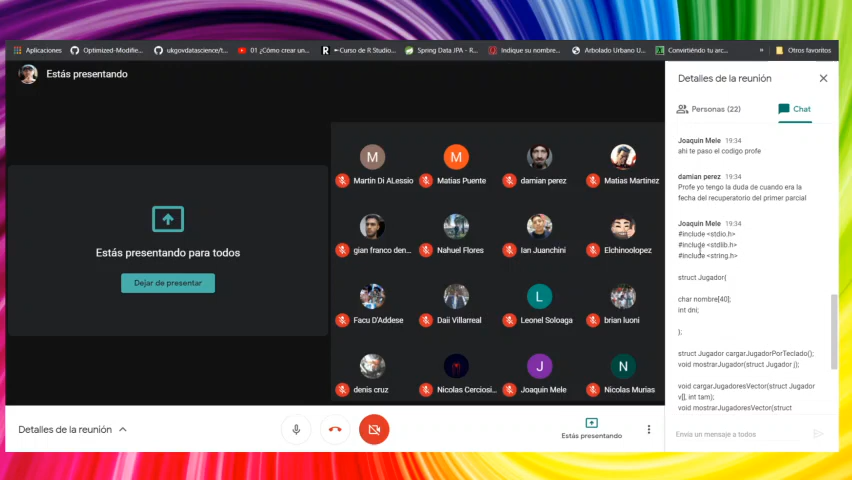 Aplicaciones Optimized-Modifie... ukgovdatascience/t... 01 ¿Cómo crear un... Curso de R Studio... Spring Data JPA - R... Indique su nombre... Arbolado Urbano U... Convirtiéndo tu arc... » Otros favoritos
Estás presentando
Estás presentando para todos
Dejar de presentar
M M
Martin Di ALessio Matias Puente damian perez Matias Martinez
gian franco den... Nahuel Flores Ian Juanchini Elchinoolopez
L
Facu D'Addese Daii Villarreal Leonel Soloaga brian luoni
J N
denis cruz Nicolas Cerciosi... Joaquin Mele Nicolas Murias
Detalles de la reunión
Estás presentando
Detalles de la reunión
Personas (22) Chat
Joaquin Mele 19:34
ahi te paso el codigo profe
damian perez 19:34
Profe yo tengo la duda de cuando era la
fecha del recuperatorio del primer parcial
Joaquin Mele 19:34
#include <stdio.h>
#include <stdlib.h>
#include <string.h>
struct Jugador{
char nombre[40];
int dni;
};
struct Jugador cargarJugadorPorTeclado();
void mostrarJugador(struct Jugador j);
void cargarJugadoresVector(struct Jugador
v[], int tam);
void mostrarJugadoresVector(struct
Envía un mensaje a todos